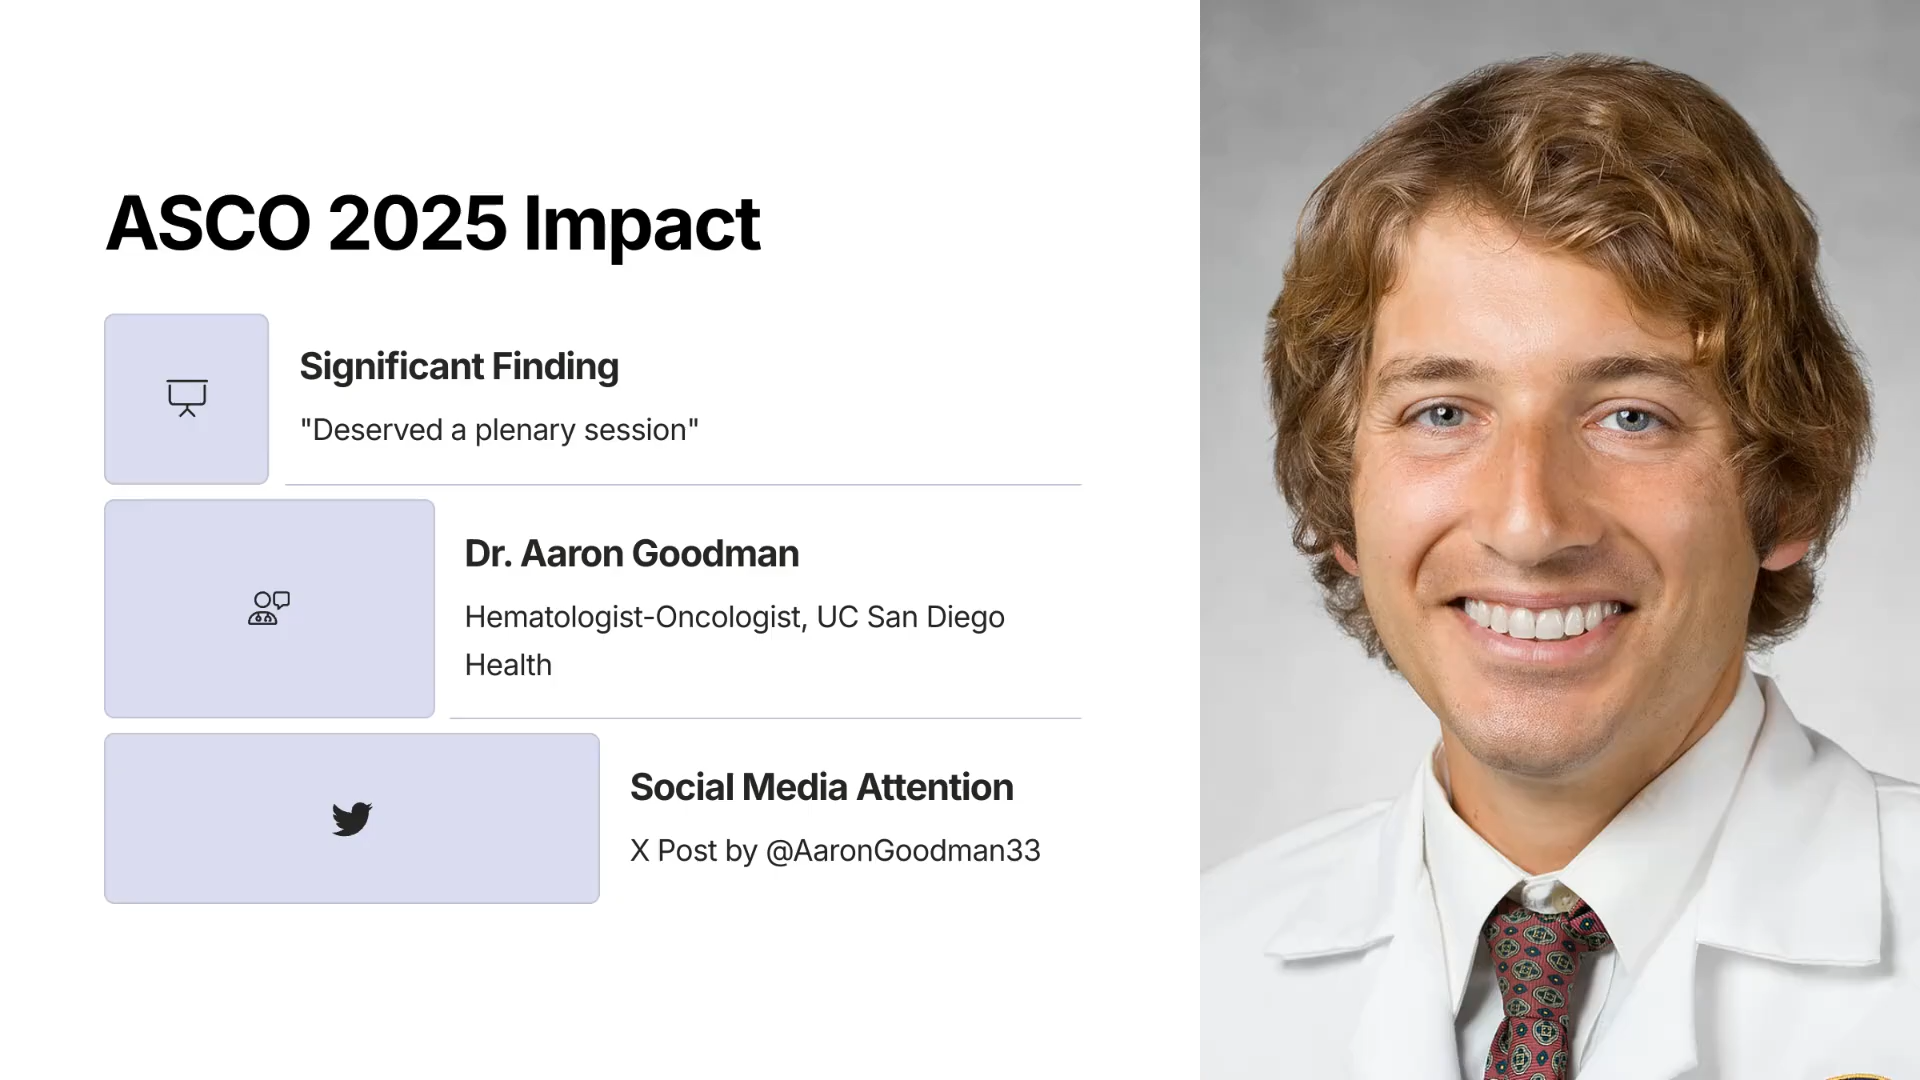 ASCO 2025 Impact
Significant Finding
"Deserved a plenary session"
Dr. Aaron Goodman
Hematologist-Oncologist, UC San Diego
Health
Social Media Attention
X Post by @AaronGoodman33